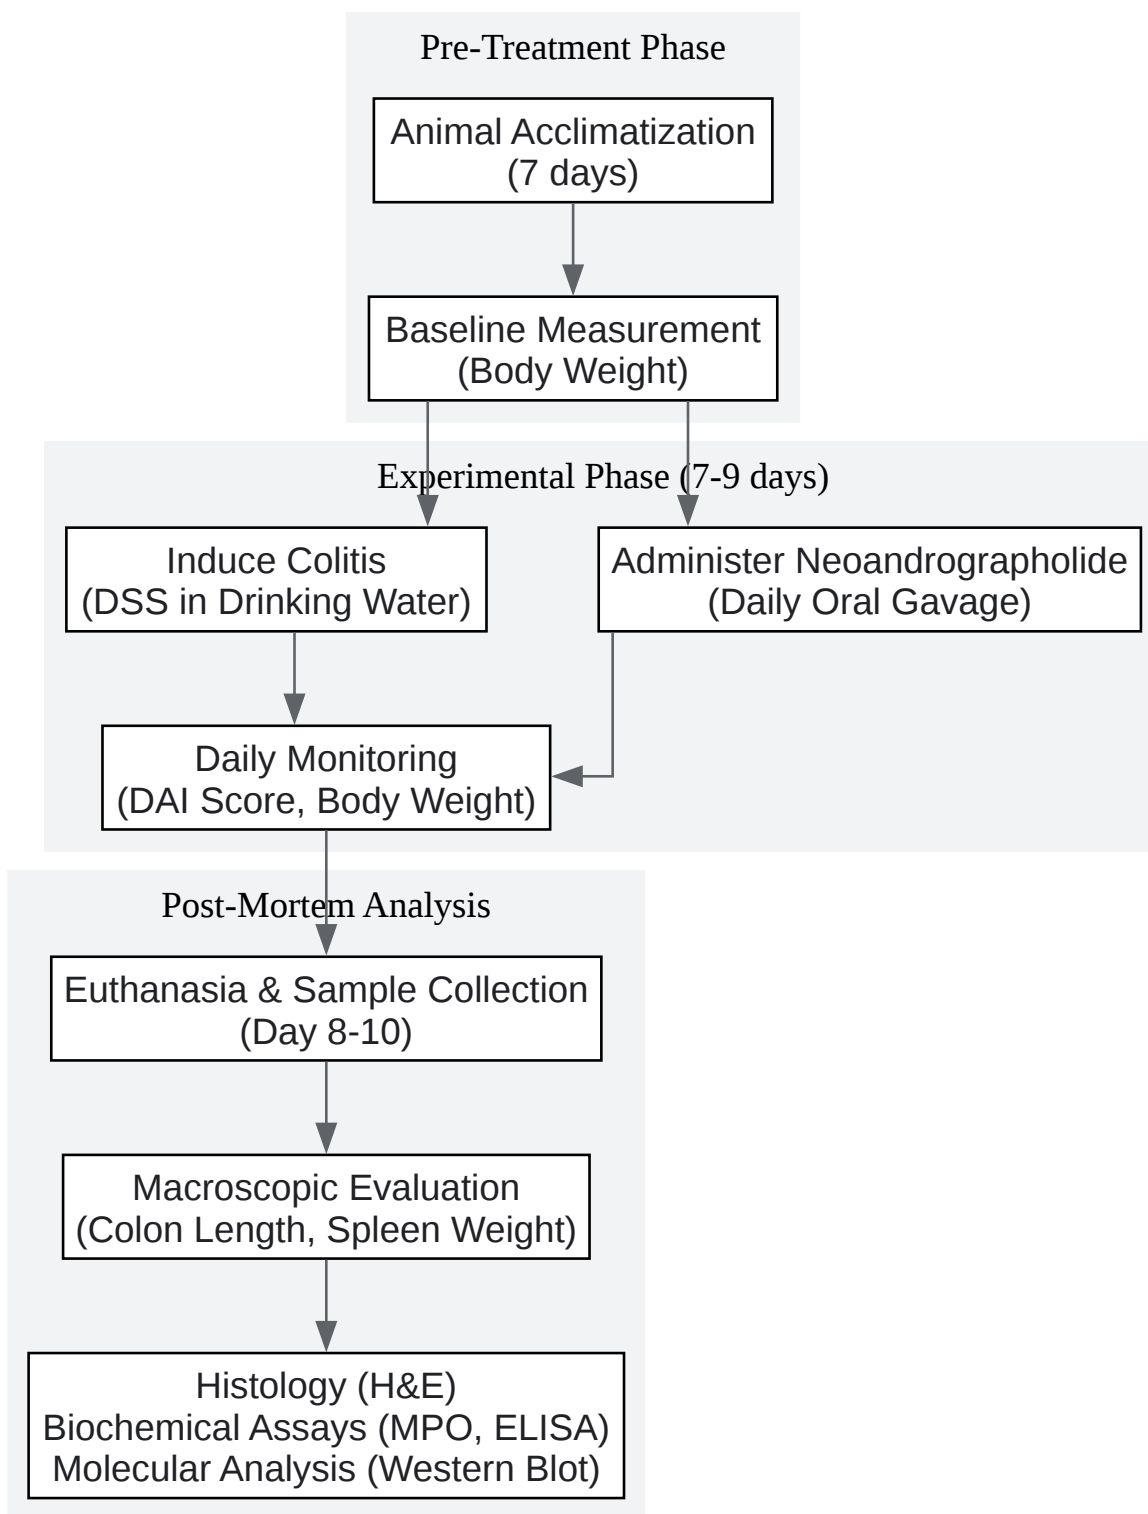 Pre-Treatment Phase
Animal Acclimatization
(7 days)
Baseline Measurement
(Body Weight)
Experimental Phase (7-9 days)
Induce Colitis
(DSS in Drinking Water)
Administer Neoandrographolide
(Daily Oral Gavage)
Daily Monitoring
(DAI Score, Body Weight)
Post-Mortem Analysis
Euthanasia & Sample Collection
(Day 8-10)
Macroscopic Evaluation
(Colon Length, Spleen Weight)
Histology (H&E)
Biochemical Assays (MPO, ELISA)
Molecular Analysis (Western Blot)